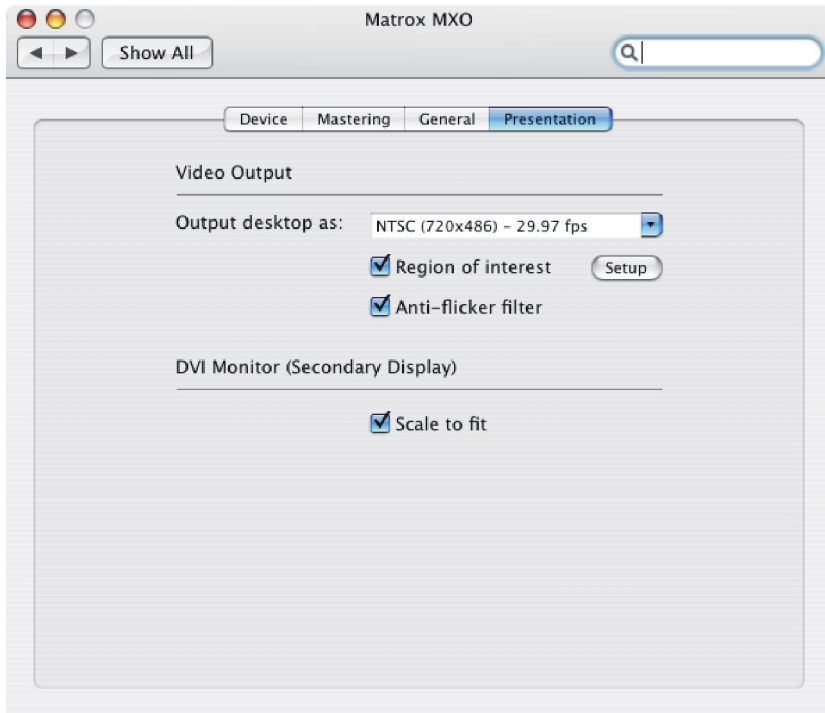 Matrox MXO
Show All
Device Mastering General Presentation
Video Output
Output desktop as: NTSC (720x486) – 29.97 fps
Region of interest Setup
Anti-flicker filter
DVI Monitor (Secondary Display)
Scale to fit